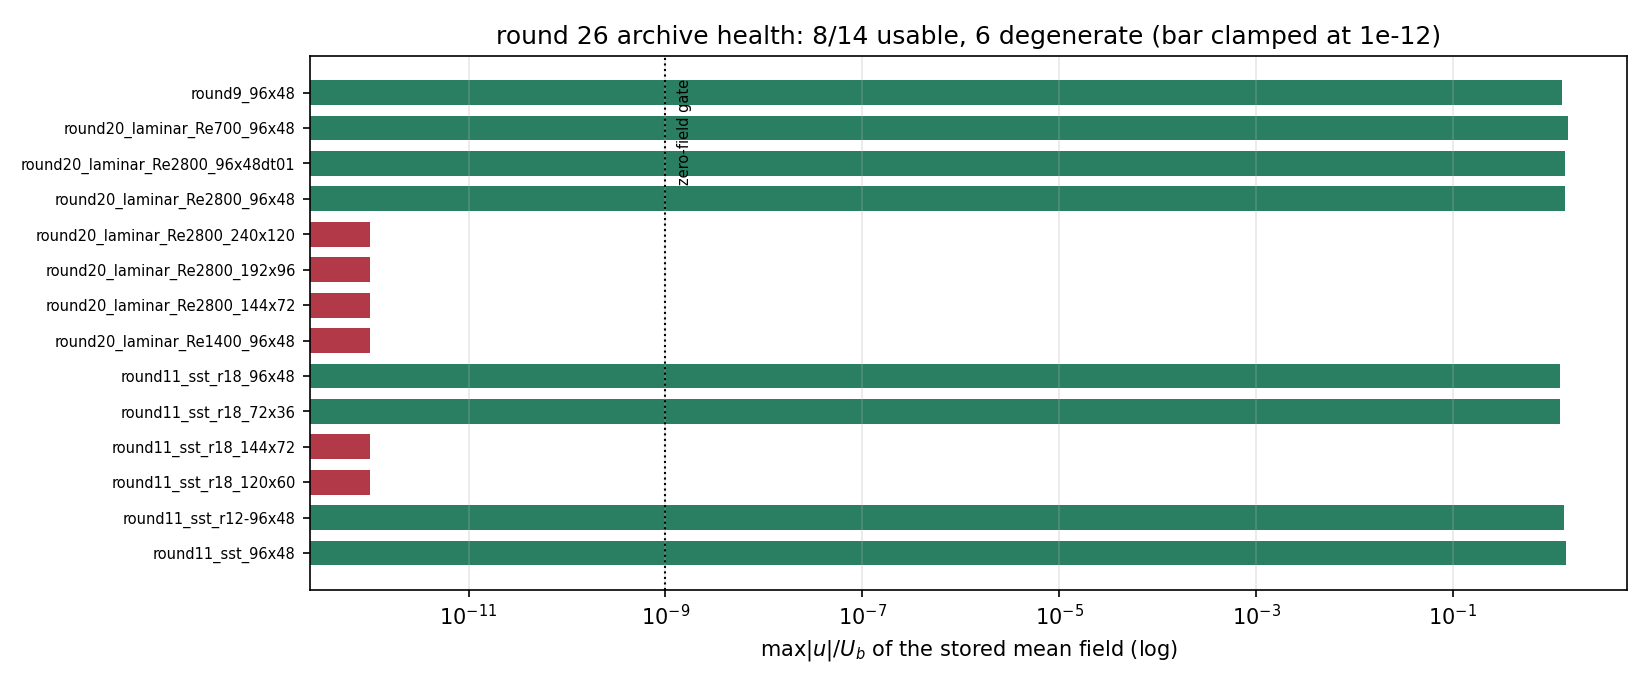 round 26 archive health: 8/14 usable, 6 degenerate (bar clamped at 1e-12)
round9_96x48
round20_laminar_Re700_96x48
round20_laminar_Re2800_96x48dt01
round20_laminar_Re2800_96x48
round20_laminar_Re2800_240x120
round20_laminar_Re2800_192x96
round20_laminar_Re2800_144x72
round20_laminar_Re1400_96x48
round11_sst_r18_96x48
round11_sst_r18_72x36
round11_sst_r18_144x72
round11_sst_r18_120x60
round11_sst_r12-96x48
round11_sst_96x48
zero-field gate
10⁻¹¹ 10⁻⁹ 10⁻⁷ 10⁻⁵ 10⁻³ 10⁻¹
max|u|/U_b of the stored mean field (log)